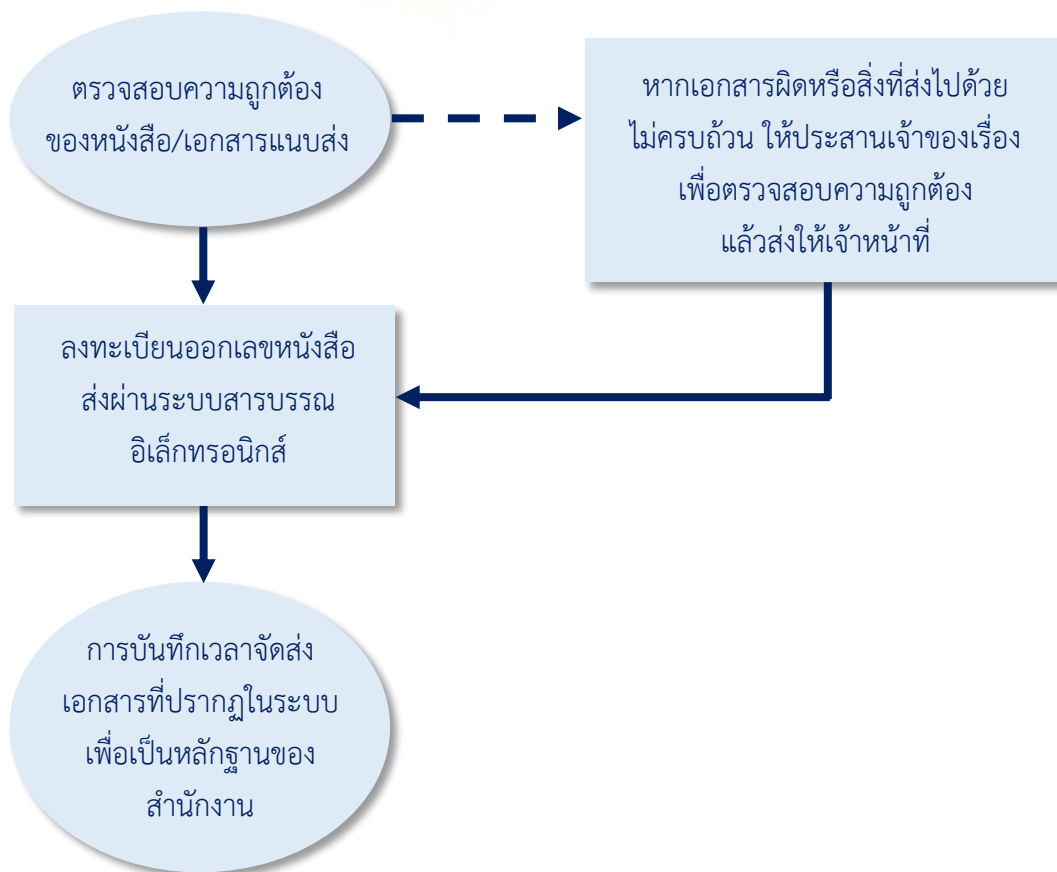 ตรวจสอบความถูกต้อง
ของหนังสือ/เอกสารแนบส่ง
หากเอกสารผิดหรือสิ่งที่ส่งไปด้วย
ไม่ครบถ้วน ให้ประสานเจ้าของเรื่อง
เพื่อตรวจสอบความถูกต้อง
แล้วส่งให้เจ้าหน้าที่
ลงทะเบียนออกเลขหนังสือ
ส่งผ่านระบบสารบรรณ
อิเล็กทรอนิกส์
การบันทึกเวลาจัดส่ง
เอกสารที่ปรากฏในระบบ
เพื่อเป็นหลักฐานของ
สำนักงาน